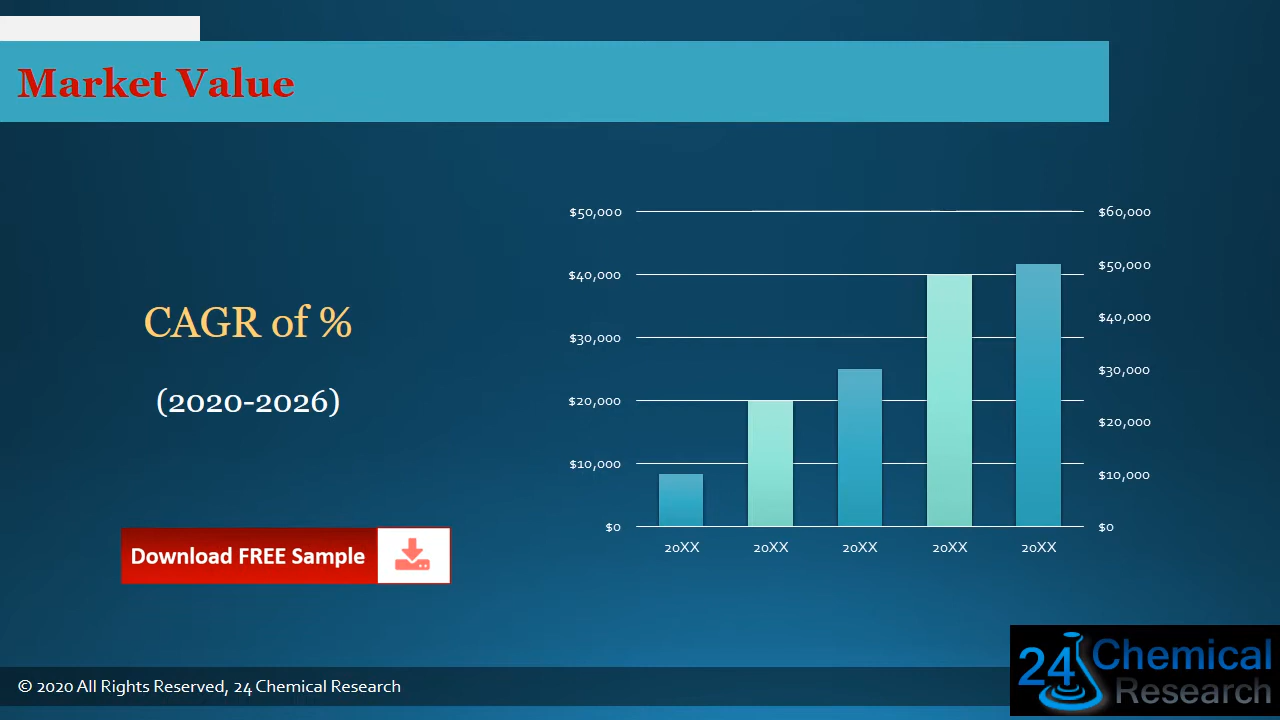 Market Value
CAGR of %
(2020-2026)
Download FREE Sample
$50,000
$40,000
$30,000
$20,000
$10,000
$0
$60,000
$50,000
$40,000
$30,000
$20,000
$10,000
$0
20XX 20XX 20XX 20XX 20XX
© 2020 All Rights Reserved, 24 Chemical Research
24 Chemical
Research